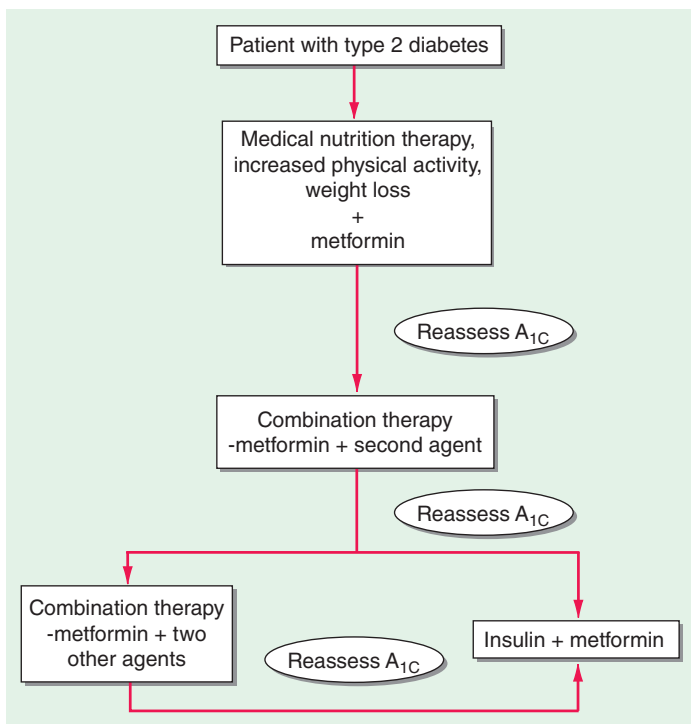 Patient with type 2 diabetes
Medical nutrition therapy,
increased physical activity,
weight loss
+
metformin
Reassess A1C
Combination therapy
-metformin + second agent
Reassess A1C
Combination therapy
-metformin + two
other agents
Reassess A1C
Insulin + metformin